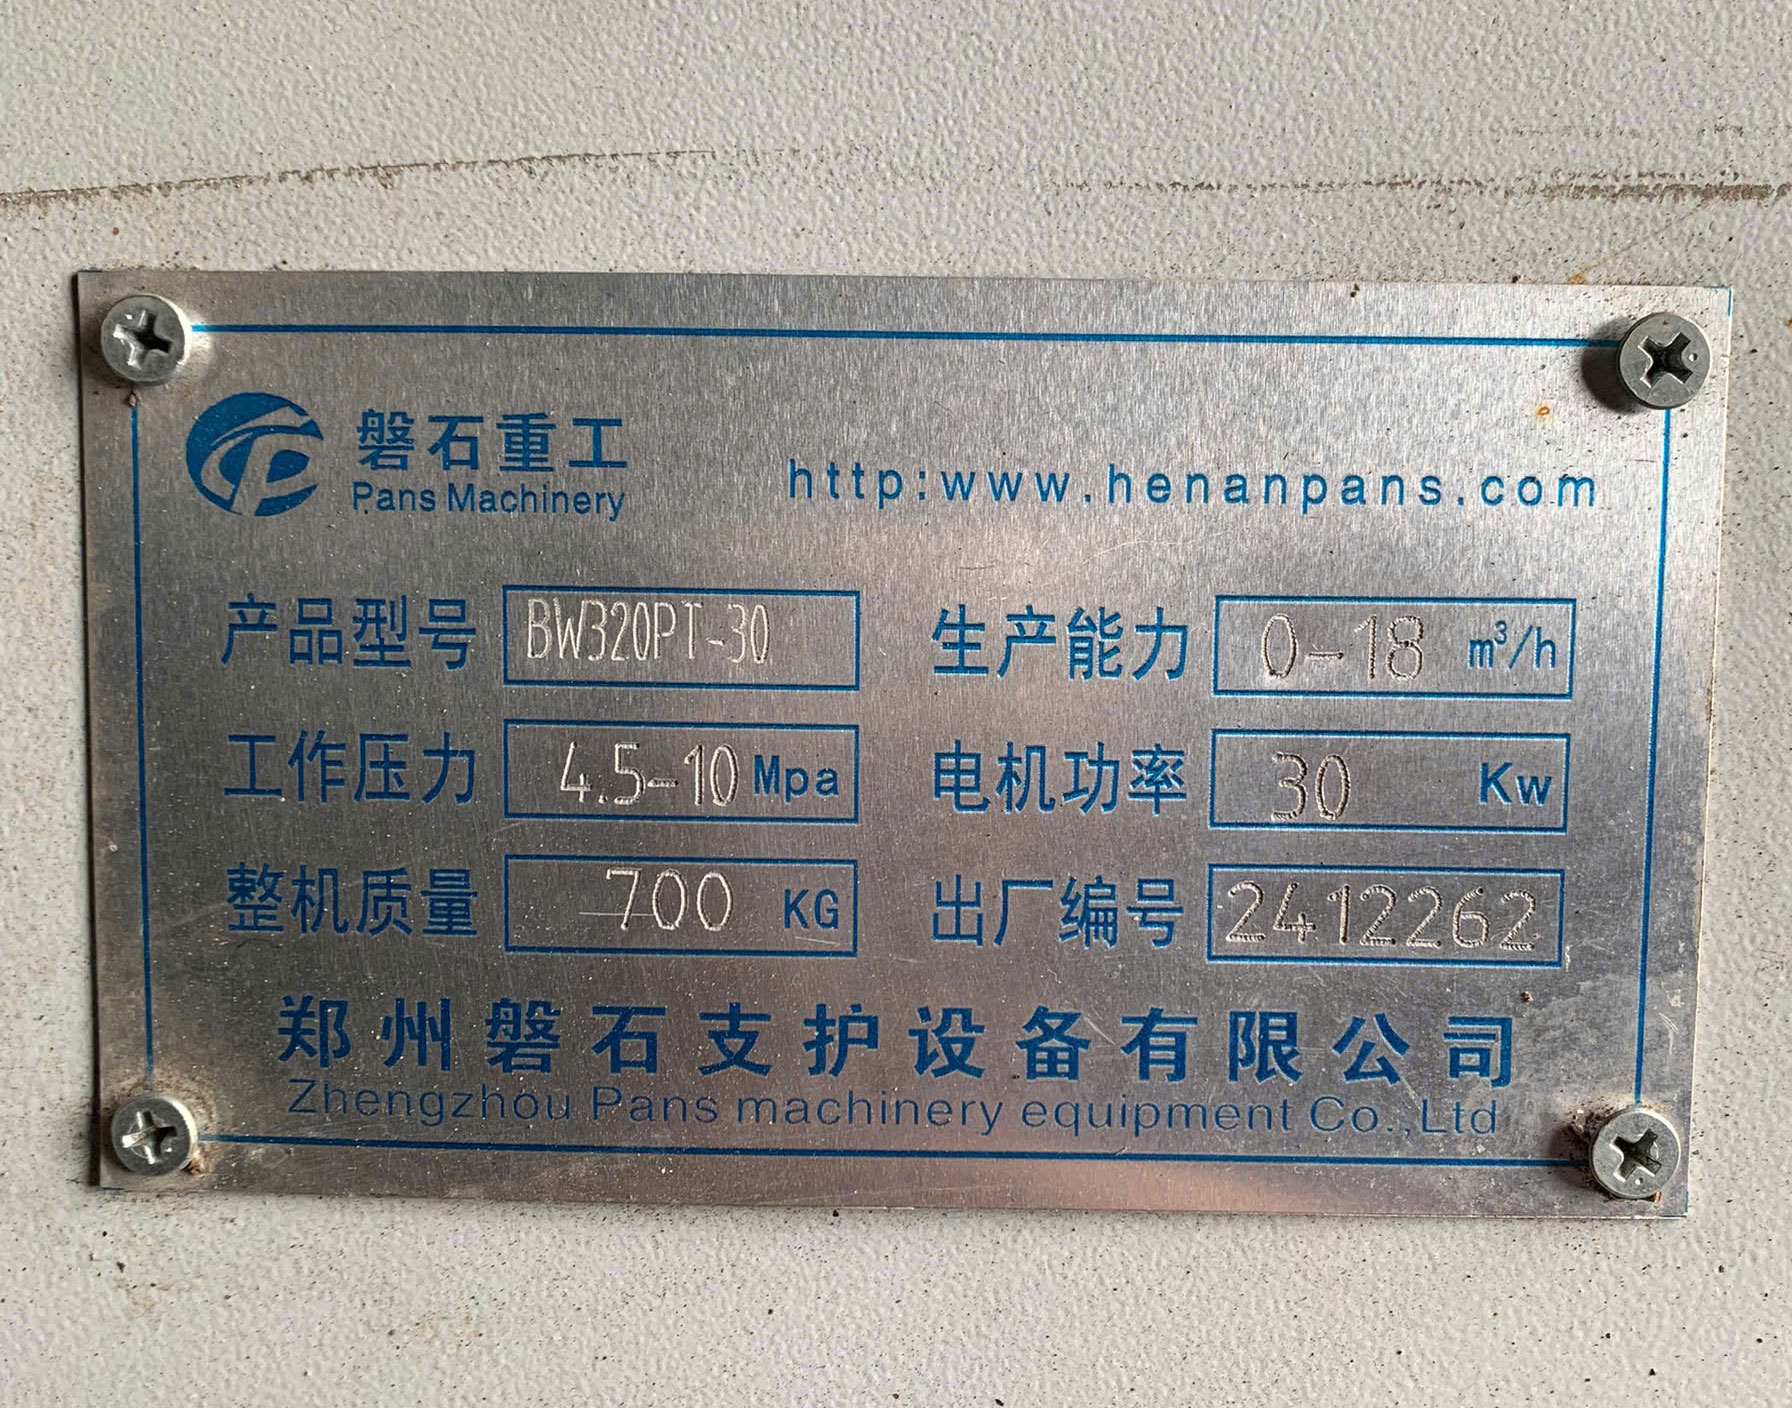 磐石重工
Pans Machinery
http:www.henanpans.com
产品型号 BW320PT-30 生产能力 0-18 m³/h
工作压力 4.5-10 Mpa 电机功率 30 Kw
整机质量 700 KG 出厂编号 2412262
郑州磐石支护设备有限公司
Zhengzhou Pans machinery equipment Co.,Ltd